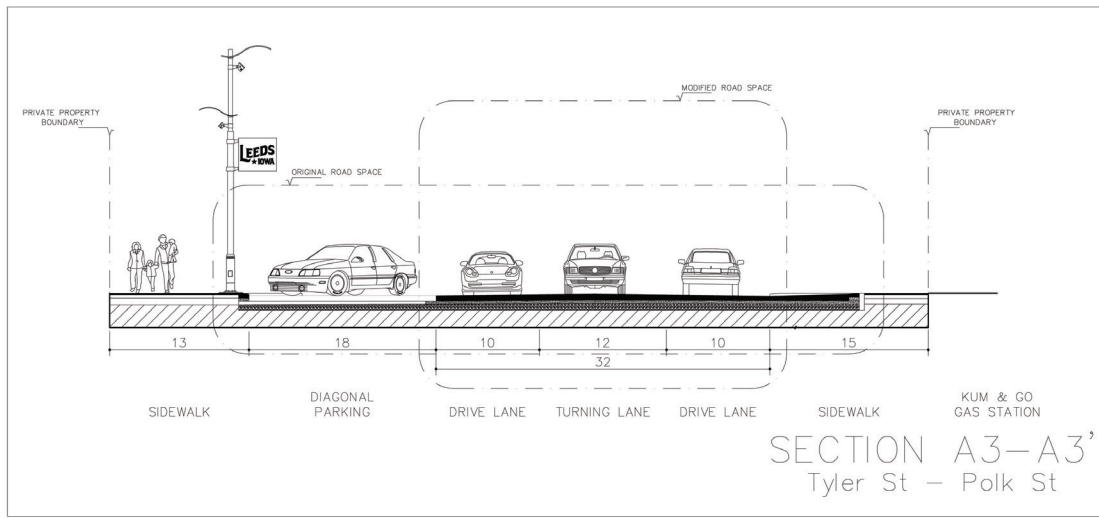 MODIFIED ROAD SPACE
PRIVATE PROPERTY
BOUNDARY
PRIVATE PROPERTY
BOUNDARY
LEEDS
★ IOWA
ORIGINAL ROAD SPACE
13
18
10
12
10
15
32
SIDEWALK
DIAGONAL
PARKING
DRIVE LANE
TURNING LANE
DRIVE LANE
SIDEWALK
KUM & GO
GAS STATION
SECTION A3-A3'
Tyler St - Polk St